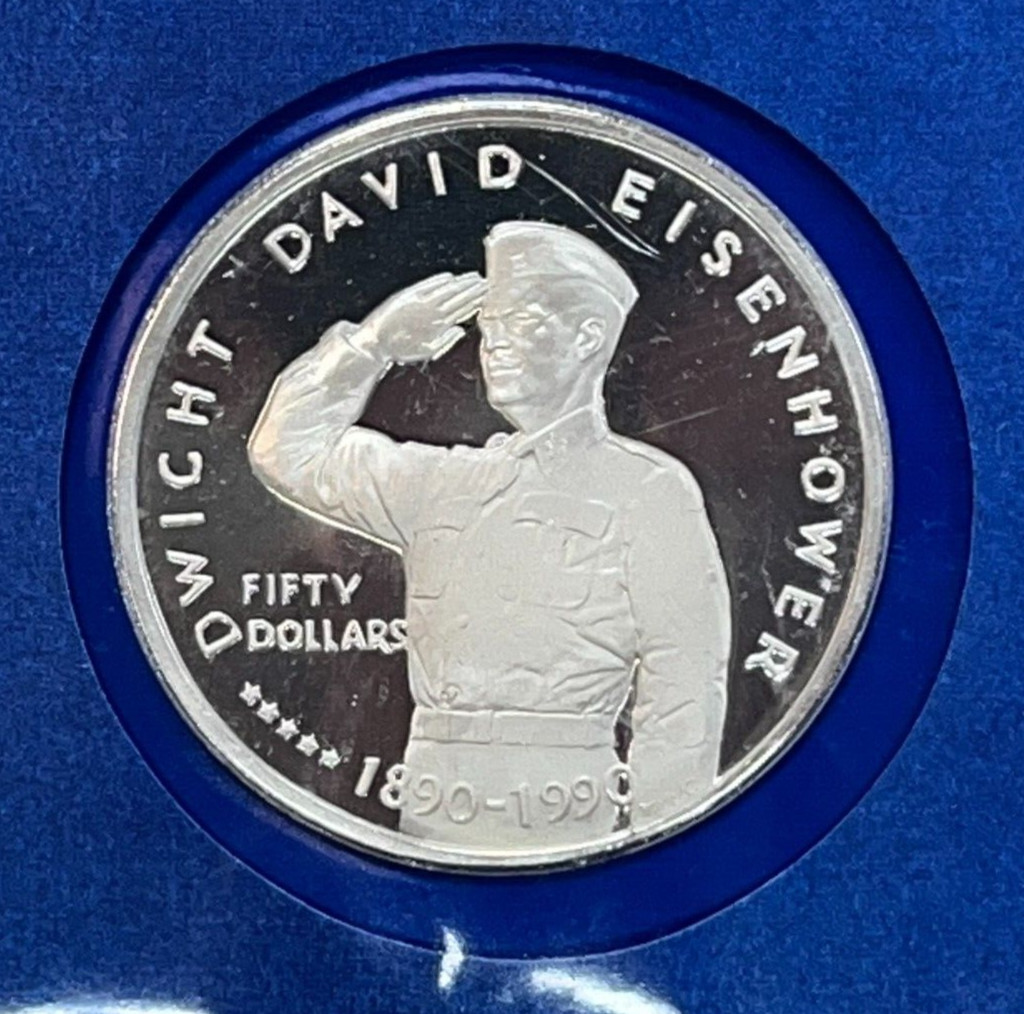 DWIGHT DAVID EISENHOWER
FIFTY
DOLLARS
1890-1990